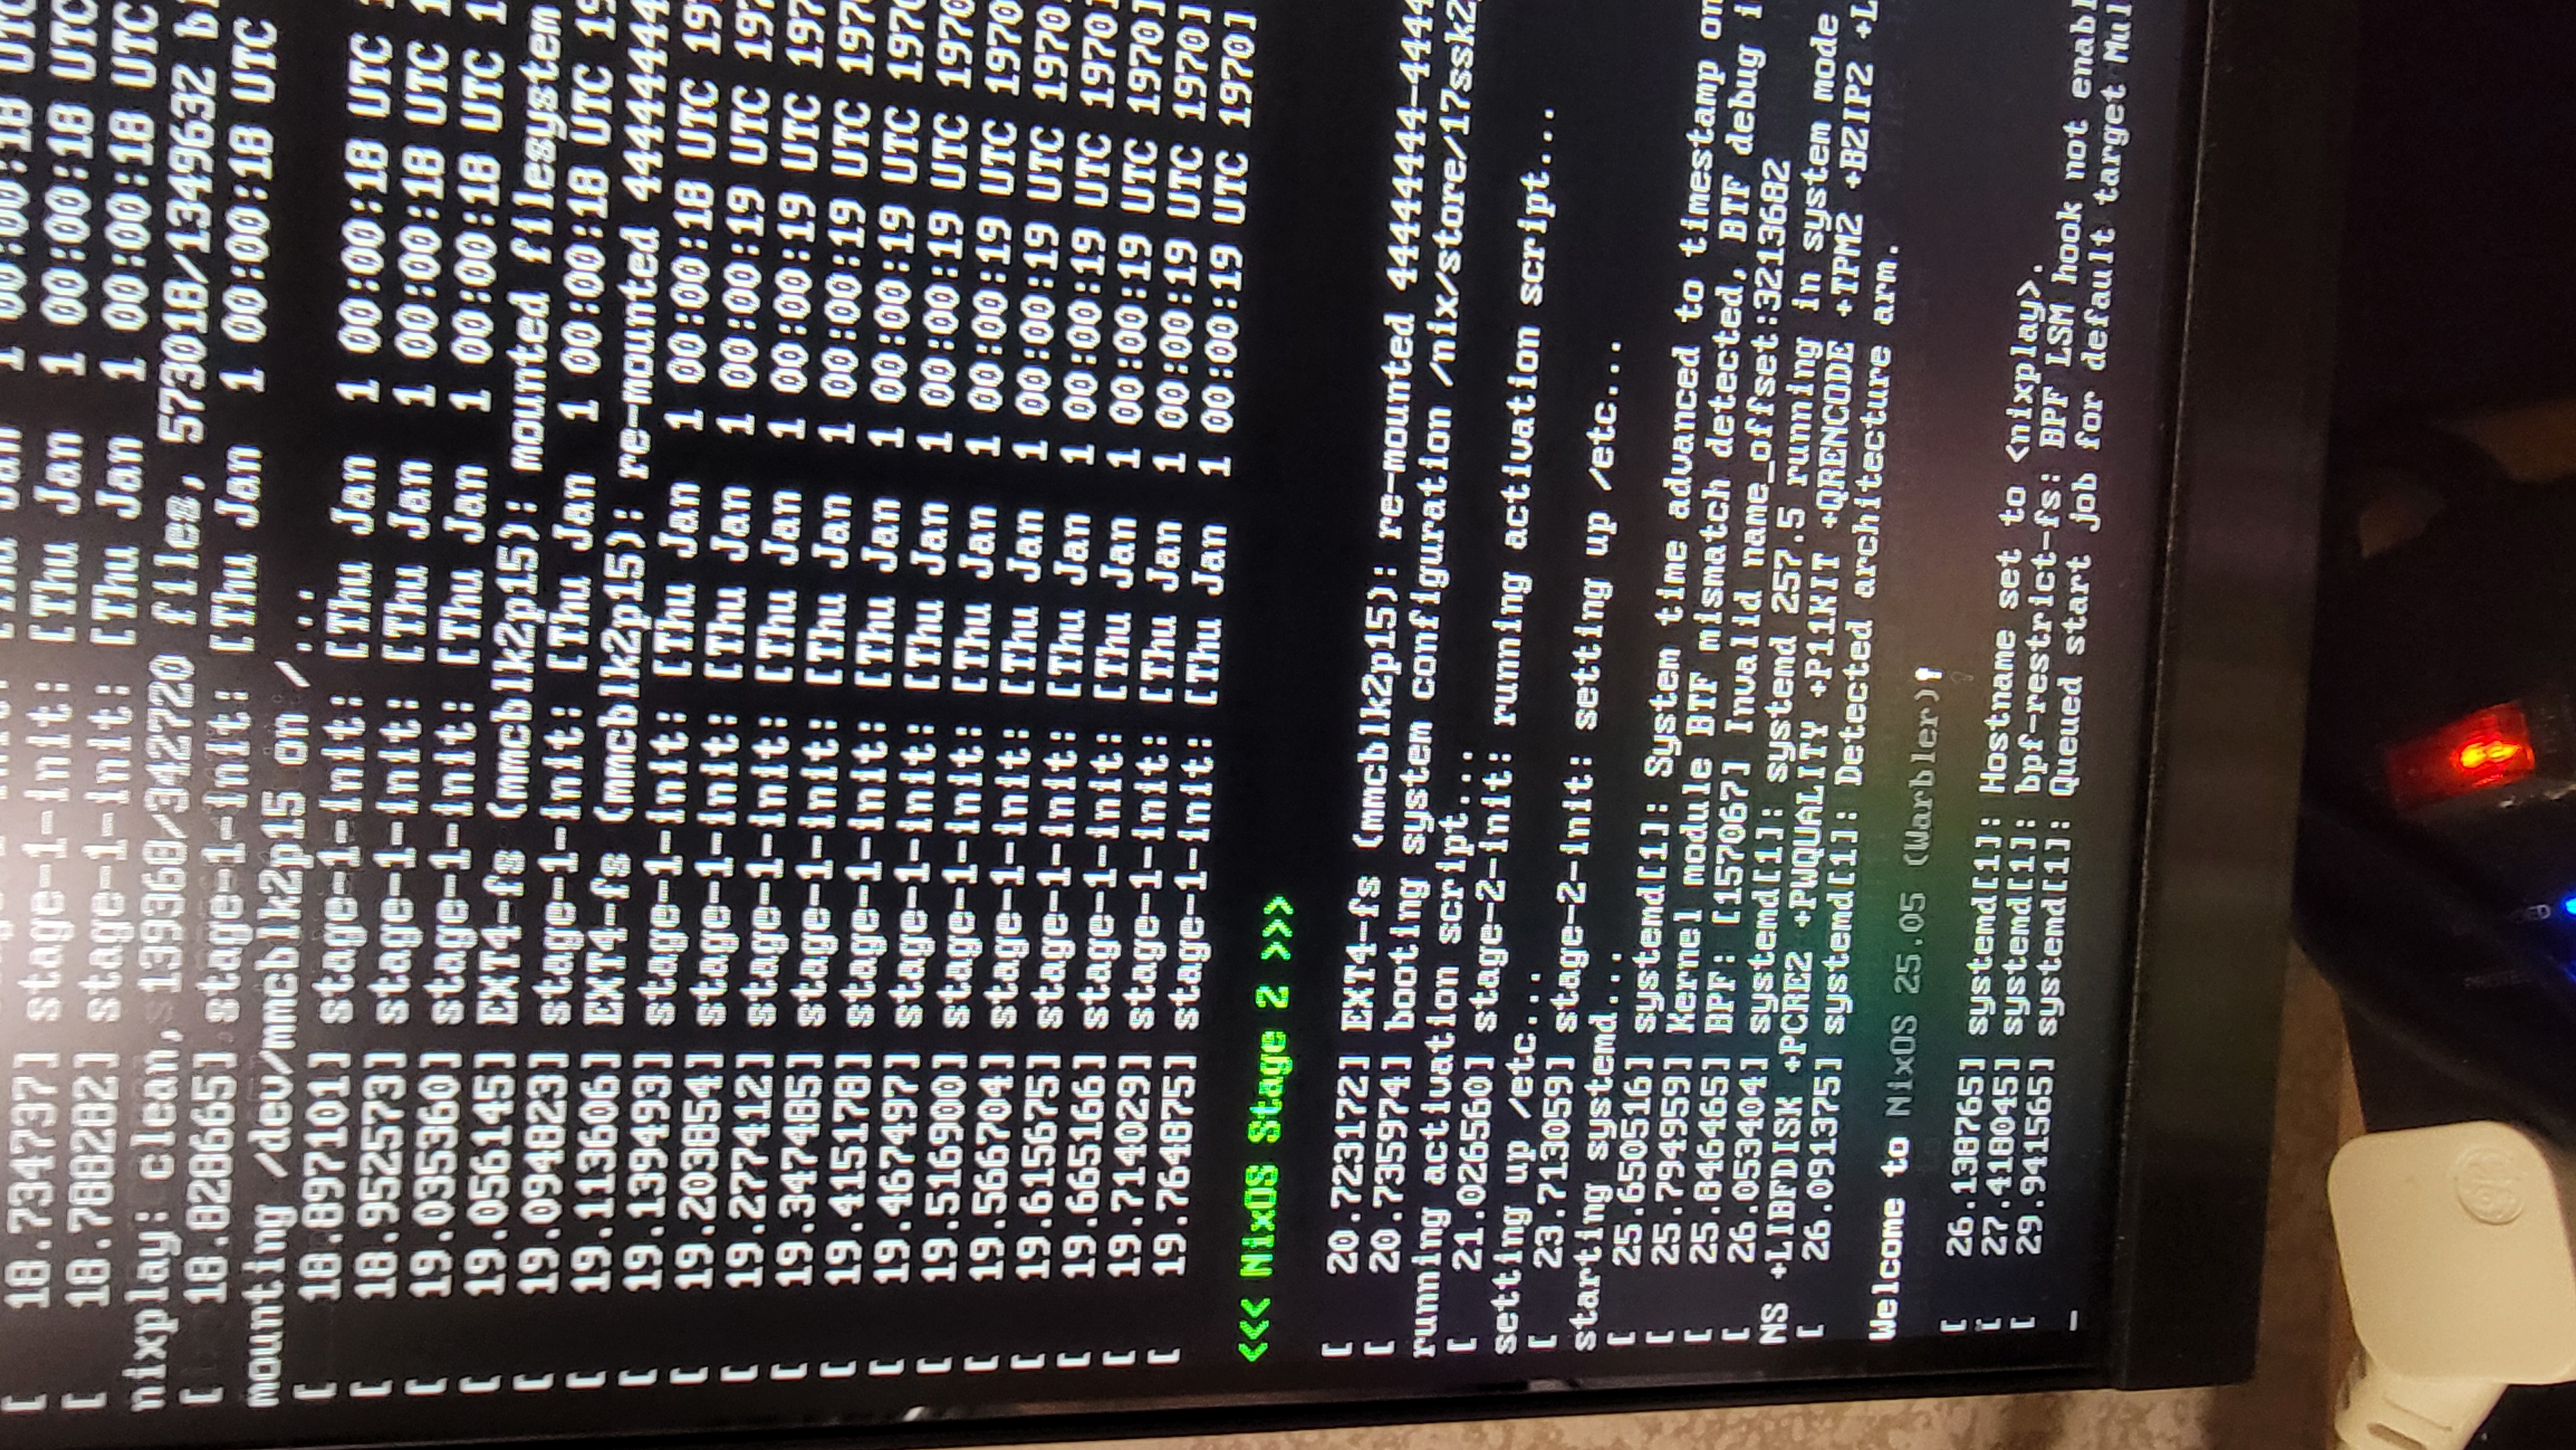 [   18.734737] stage-1-init: [Thu Jan  1 00:00:18 UTC
[   18.788282] stage-1-init: [Thu Jan  1 00:00:18 UTC
nixplay: clean, 139360/342720 files, 573018/1349632 bl
[   18.828665] stage-1-init: [Thu Jan  1 00:00:18 UTC
mounting /dev/mmcblk2p15 on /...
[   18.897101] stage-1-init: [Thu Jan  1 00:00:18 UTC 1
[   18.952573] stage-1-init: [Thu Jan  1 00:00:18 UTC 1
[   19.035360] stage-1-init: [Thu Jan  1 00:00:18 UTC 1
[   19.056145] EXT4-fs (mmcblk2p15): mounted filesystem
[   19.094823] stage-1-init: [Thu Jan  1 00:00:18 UTC 19
[   19.113606] EXT4-fs (mmcblk2p15): re-mounted 44444444
[   19.139493] stage-1-init: [Thu Jan  1 00:00:18 UTC 197
[   19.203854] stage-1-init: [Thu Jan  1 00:00:19 UTC 197
[   19.277412] stage-1-init: [Thu Jan  1 00:00:19 UTC 197
[   19.347485] stage-1-init: [Thu Jan  1 00:00:19 UTC 1970
[   19.415178] stage-1-init: [Thu Jan  1 00:00:19 UTC 1970
[   19.467497] stage-1-init: [Thu Jan  1 00:00:19 UTC 1970
[   19.516900] stage-1-init: [Thu Jan  1 00:00:19 UTC 1970]
[   19.566704] stage-1-init: [Thu Jan  1 00:00:19 UTC 1970]
[   19.615675] stage-1-init: [Thu Jan  1 00:00:19 UTC 1970]
[   19.665166] stage-1-init: [Thu Jan  1 00:00:19 UTC 1970]
[   19.714029] stage-1-init: [Thu Jan  1 00:00:19 UTC 1970]
[   19.764875] stage-1-init: [Thu Jan  1 00:00:19 UTC 1970]
<<< NixOS Stage 2 >>>
[   20.723172] EXT4-fs (mmcblk2p15): re-mounted 44444444-4444
[   20.735974] booting system configuration /nix/store/17ssk2
running activation script...
[   21.026560] stage-2-init: running activation script...
setting up /etc...
[   23.713059] stage-2-init: setting up /etc...
starting systemd...
[   25.650516] systemd[1]: System time advanced to timestamp on
[   25.794959] Kernel module BTF mismatch detected, BTF debug i
[   25.846465] BPF: [157067] Invalid name_offset:3213682
[   26.053404] systemd[1]: systemd 257.5 running in system mode
NS +LIBFDISK +PCRE2 +PWQUALITY +P11KIT +QRENCODE +TPM2 +BZIP2 +L
[   26.091375] systemd[1]: Detected architecture arm.
Welcome to NixOS 25.05 (Warbler)!
[   26.138765] systemd[1]: Hostname set to <nixplay>.
[   27.418045] systemd[1]: bpf-restrict-fs: BPF LSM hook not enabl
[   29.941565] systemd[1]: Queued start job for default target Mul
_